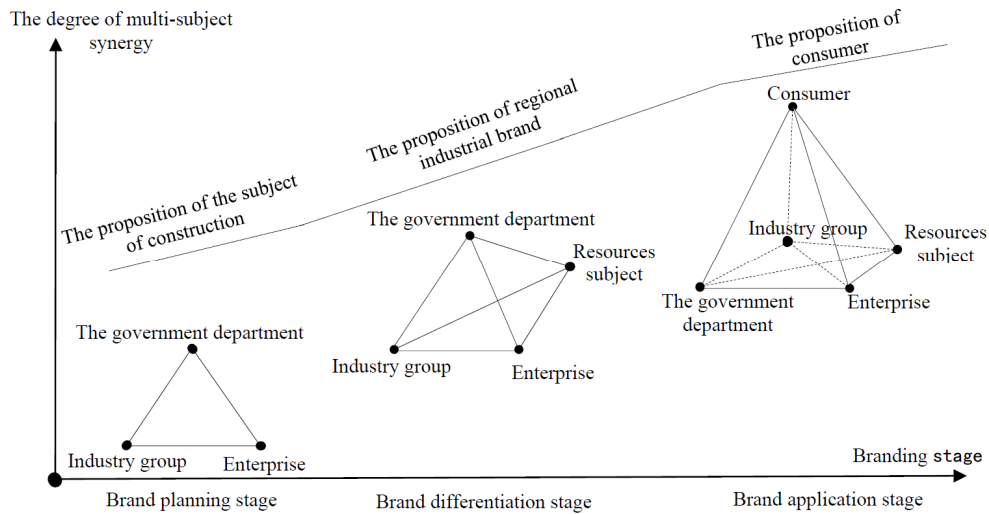 The degree of multi-subject
synergy
The proposition of
consumer
The proposition of regional
industrial brand
The proposition of the subject
of construction
Consumer
Industry group
Resources
subject
The government
department
Enterprise
The government department
Resources
subject
Industry group
Enterprise
The government department
Industry group
Enterprise
Branding stage
Brand planning stage
Brand differentiation stage
Brand application stage